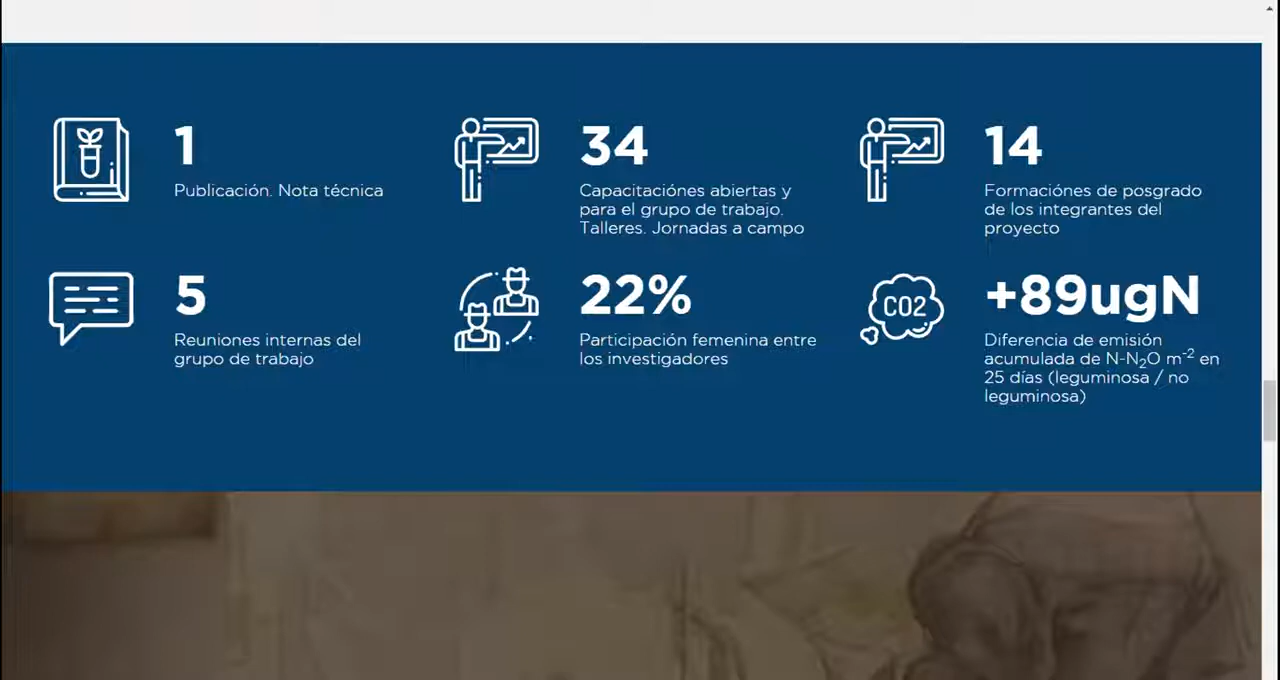 1
Publicación. Nota técnica
34
Capacitaciónes abiertas y
para el grupo de trabajo.
Talleres. Jornadas a campo
14
Formaciónes de posgrado
de los integrantes del
proyecto
5
Reuniones internas del
grupo de trabajo
22%
Participación femenina entre
los investigadores
CO2
+89ugN
Diferencia de emisión
acumulada de N-N₂O m⁻² en
25 días (leguminosa / no
leguminosa)